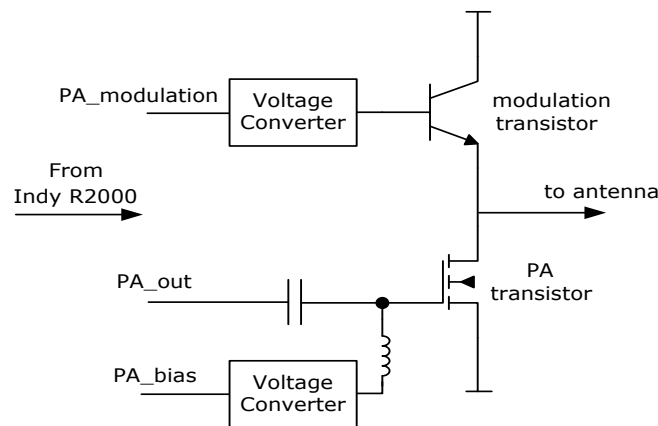 PA_modulation
Voltage
Converter
modulation
transistor
From
Indy R2000
to antenna
PA_out
PA
transistor
PA_bias
Voltage
Converter